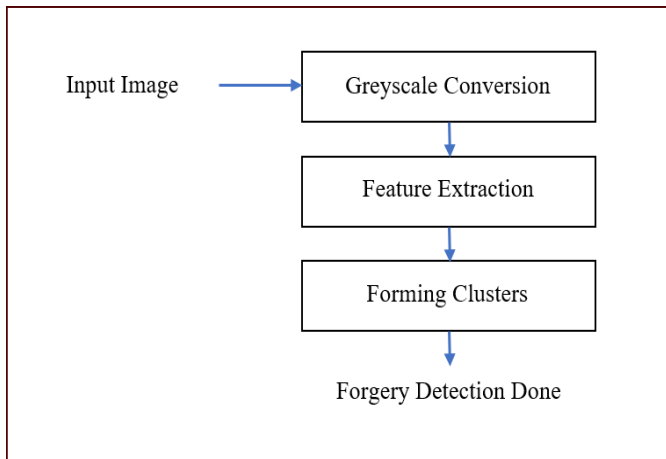 Input Image
Greyscale Conversion
Feature Extraction
Forming Clusters
Forgery Detection Done